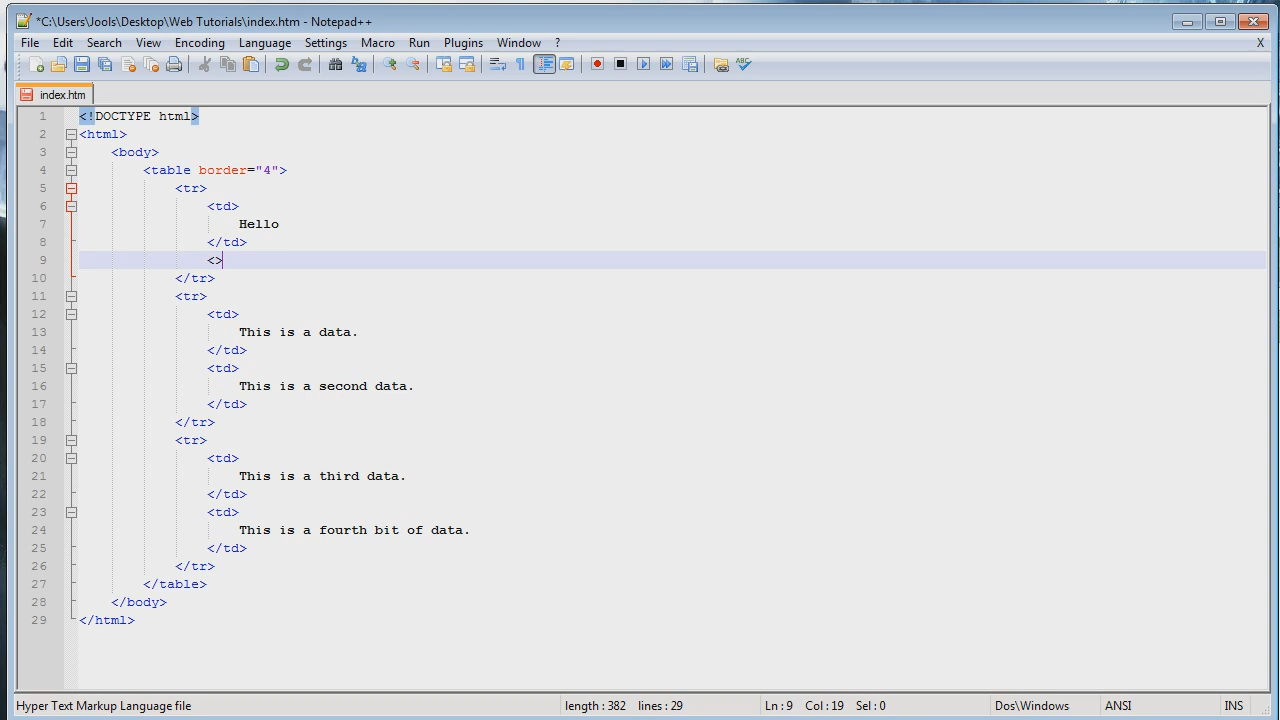 *C:\Users\Jools\Desktop\Web Tutorials\index.htm - Notepad++
File Edit Search View Encoding Language Settings Macro Run Plugins Window ? X
index.htm
1 <!DOCTYPE html>
2 <html>
3 <body>
4 <table border="4">
5 <tr>
6 <td>
7 Hello
8 </td>
9 <>
10 </tr>
11 <tr>
12 <td>
13 This is a data.
14 </td>
15 <td>
16 This is a second data.
17 </td>
18 </tr>
19 <tr>
20 <td>
21 This is a third data.
22 </td>
23 <td>
24 This is a fourth bit of data.
25 </td>
26 </tr>
27 </table>
28 </body>
29 </html>
Hyper Text Markup Language file length : 382 lines : 29 Ln : 9 Col : 19 Sel : 0 Dos\Windows ANSI INS